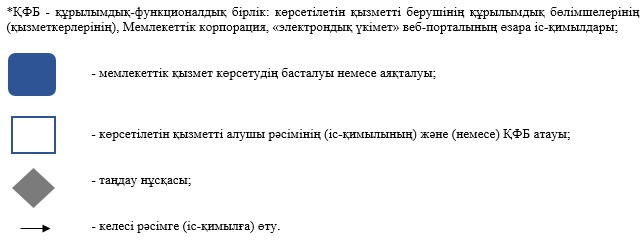 *ҚФБ - құрылымдық-функционалдық бірлік: көрсетілетін қызметті берушінің құрылымдық бөлімшелерінің
(қызметкерлерінің), Мемлекеттік корпорация, «электрондық үкімет» веб-порталының өзара іс-қимылдары;
- мемлекеттік қызмет көрсетудің басталуы немесе аяқталуы;
- көрсетілетін қызметті алушы рәсімінің (іс-қимылының) және (немесе) ҚФБ атауы;
- таңдау нұсқасы;
- келесі рәсімге (іс-қимылға) өту.